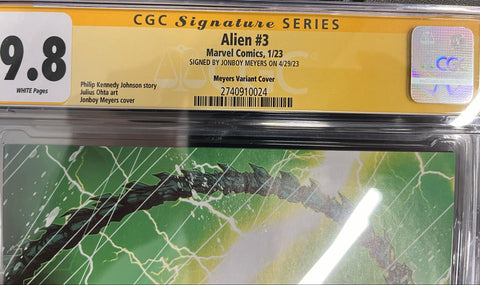 CGC Signature SERIES
9.8
WHITE Pages
Alien #3
Marvel Comics, 1/23
SIGNED BY JONBOY MEYERS ON 4/29/23
Meyers Variant Cover
2740910024
Philip Kennedy Johnson story
Julius Ohta art
Jonboy Meyers cover
CGC